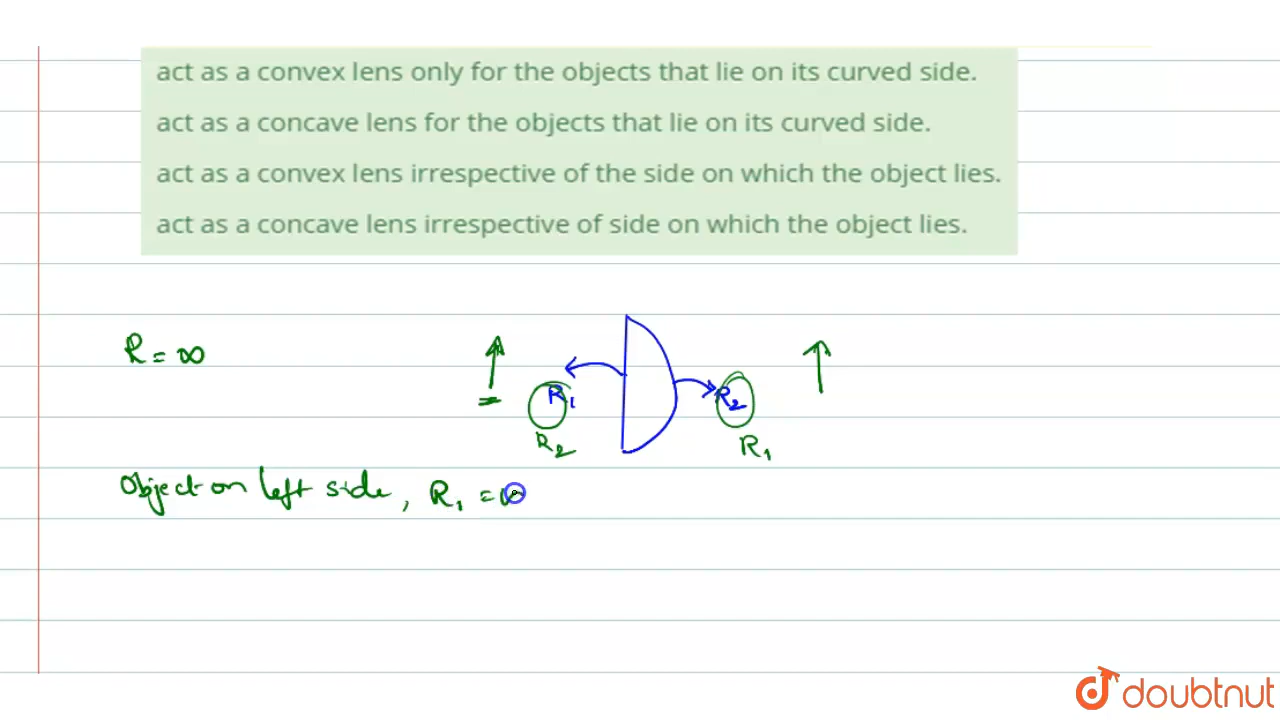 act as a convex lens only for the objects that lie on its curved side.
act as a concave lens for the objects that lie on its curved side.
act as a convex lens irrespective of the side on which the object lies.
act as a concave lens irrespective of side on which the object lies.
R = ∞
R₁ R₂
R₂ R₁
Object on left side, R₁ = ∞
doubtnut